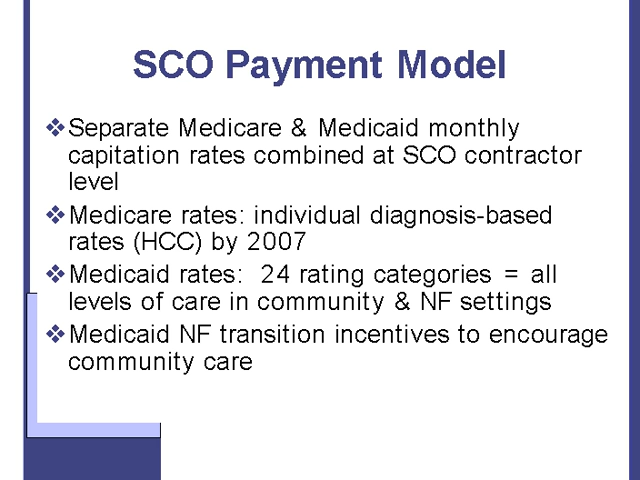 SCO Payment Model
❖Separate Medicare & Medicaid monthly
capitation rates combined at SCO contractor
level
❖Medicare rates: individual diagnosis-based
rates (HCC) by 2007
❖Medicaid rates:  24 rating categories = all
levels of care in community & NF settings
❖Medicaid NF transition incentives to encourage
community care